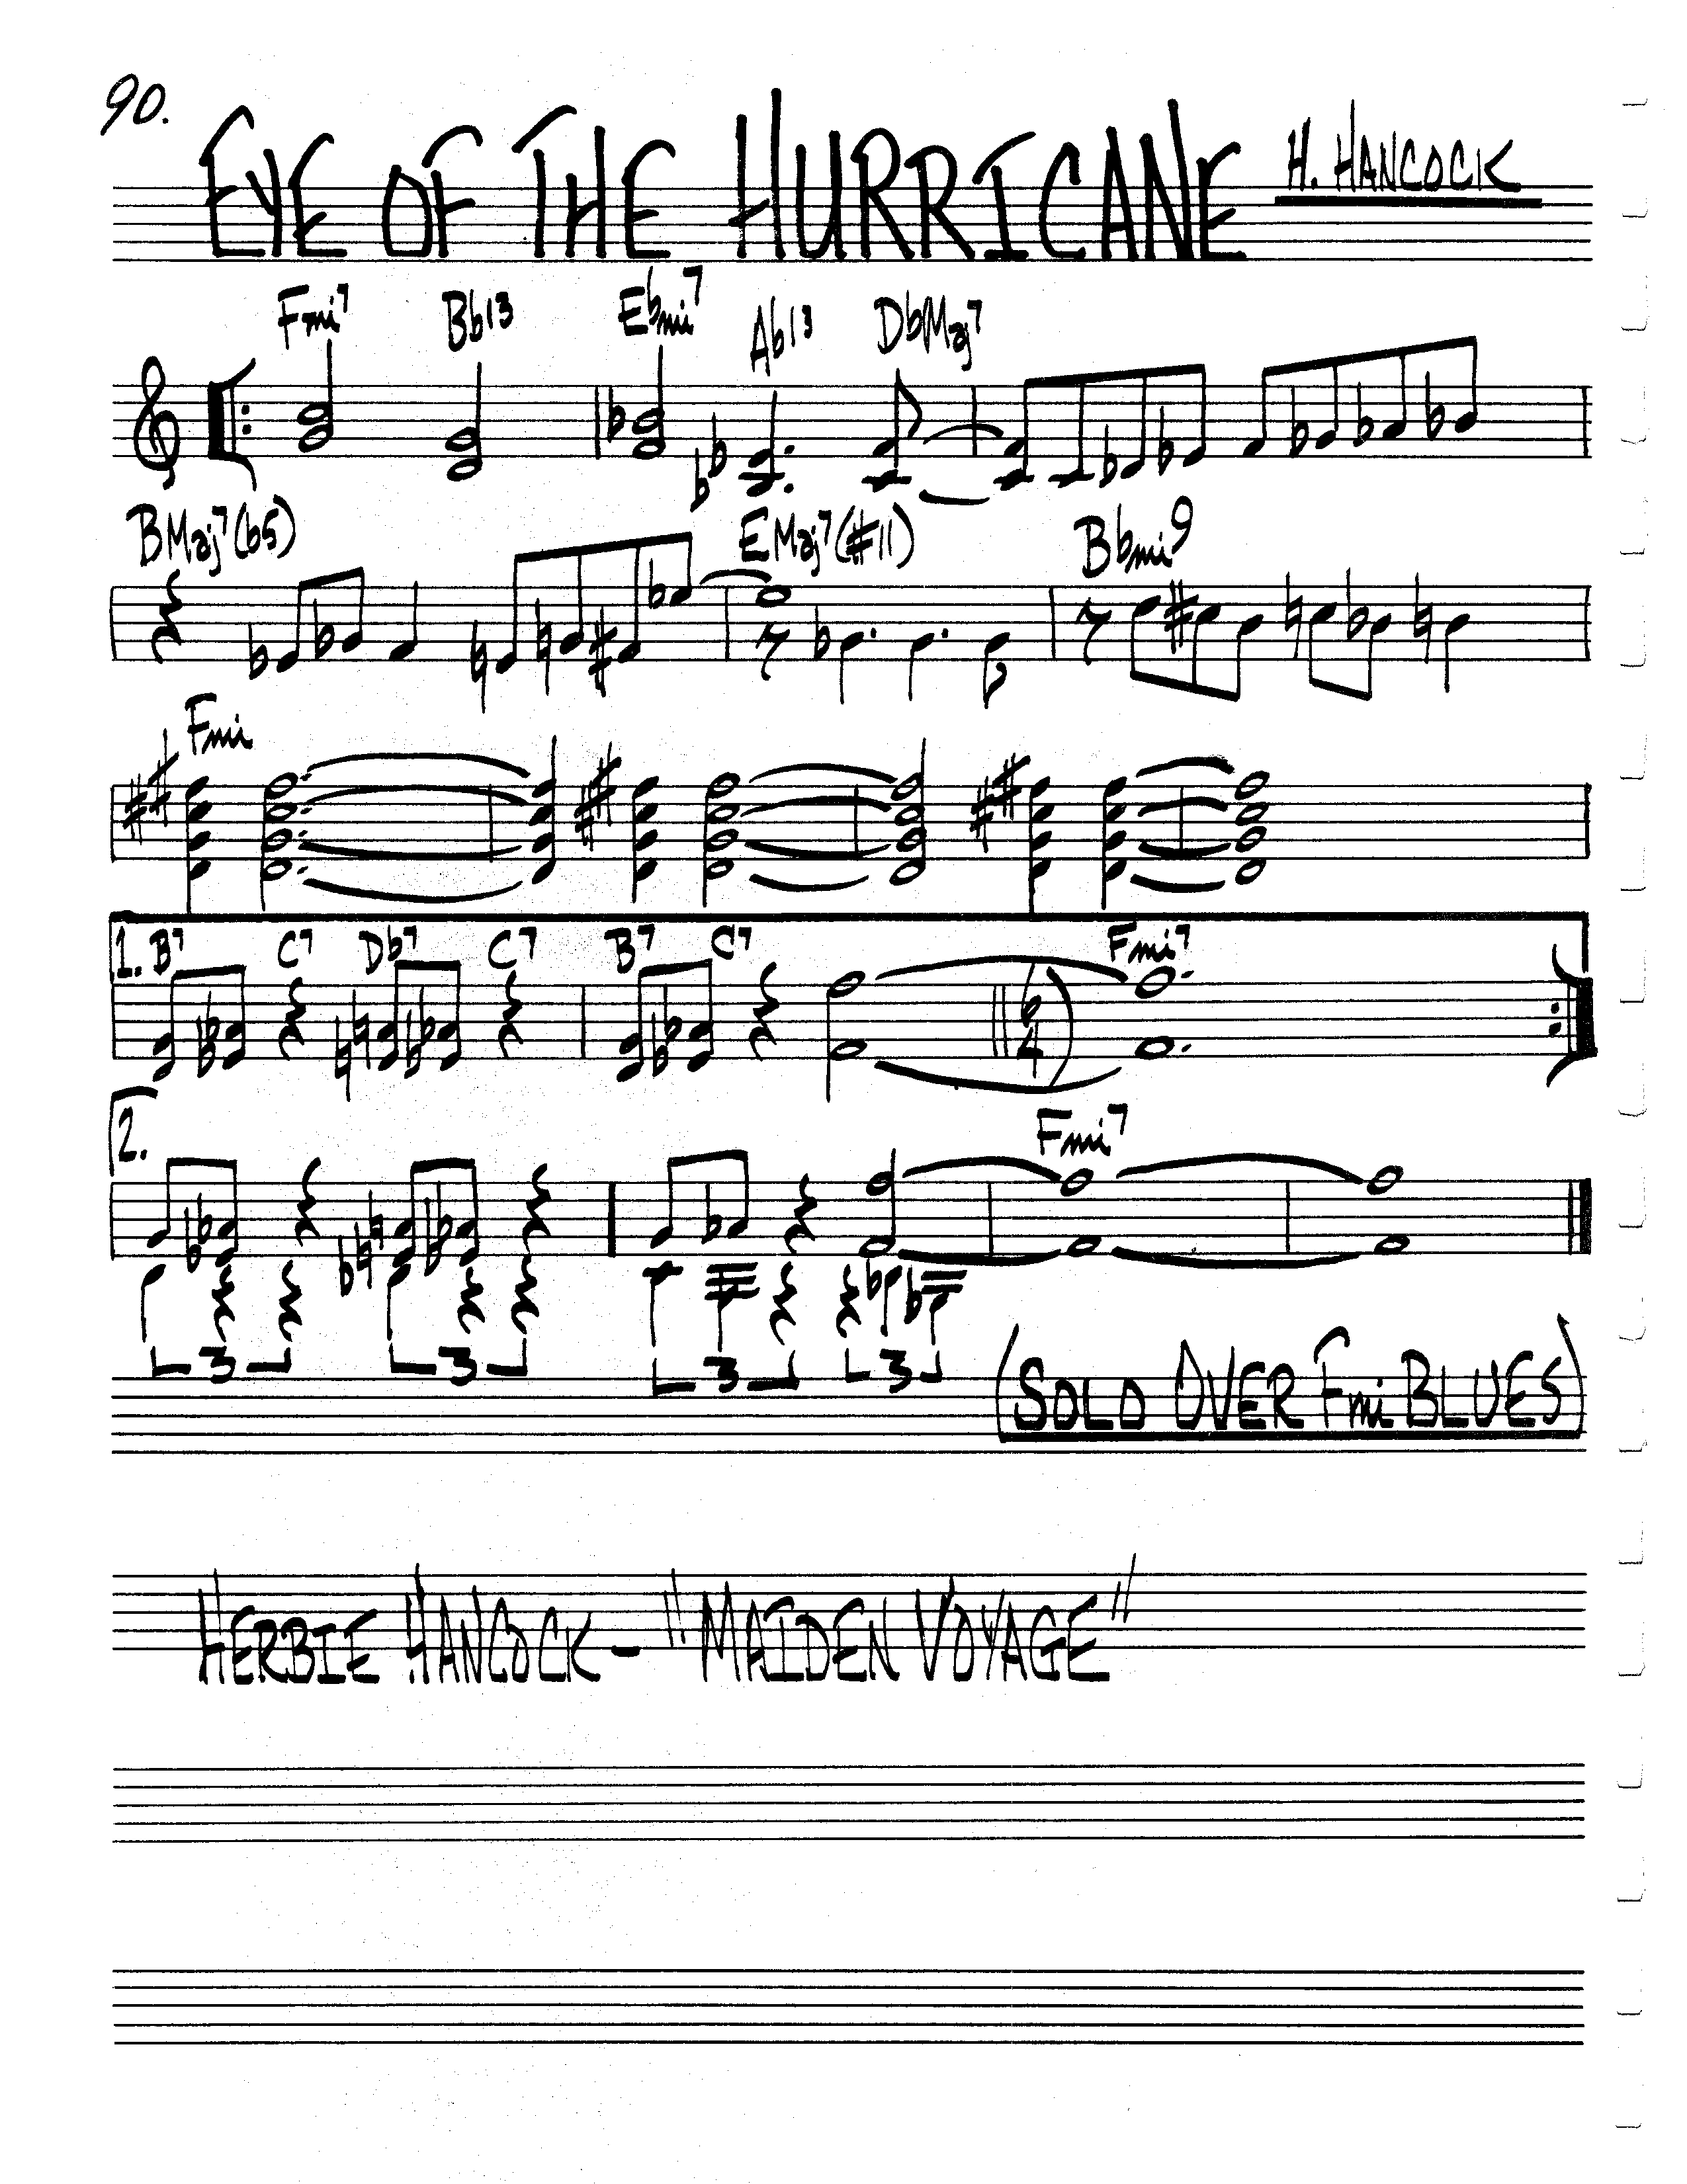 90.
EYE OF THE HURRICANE H. HANCOCK
Fmi7 Bb13 Ebmi7 Ab13 DbMaj7
BMaj7(b5) EMaj7(#11) Bbmi9
Fmi
1. B7 C7 Db7 C7 B7 C7 Fmi7
6
4
2. Fmi7
3 3 3 3
(SOLO OVER Fmi BLUES)
HERBIE HANCOCK - "MAIDEN VOYAGE"